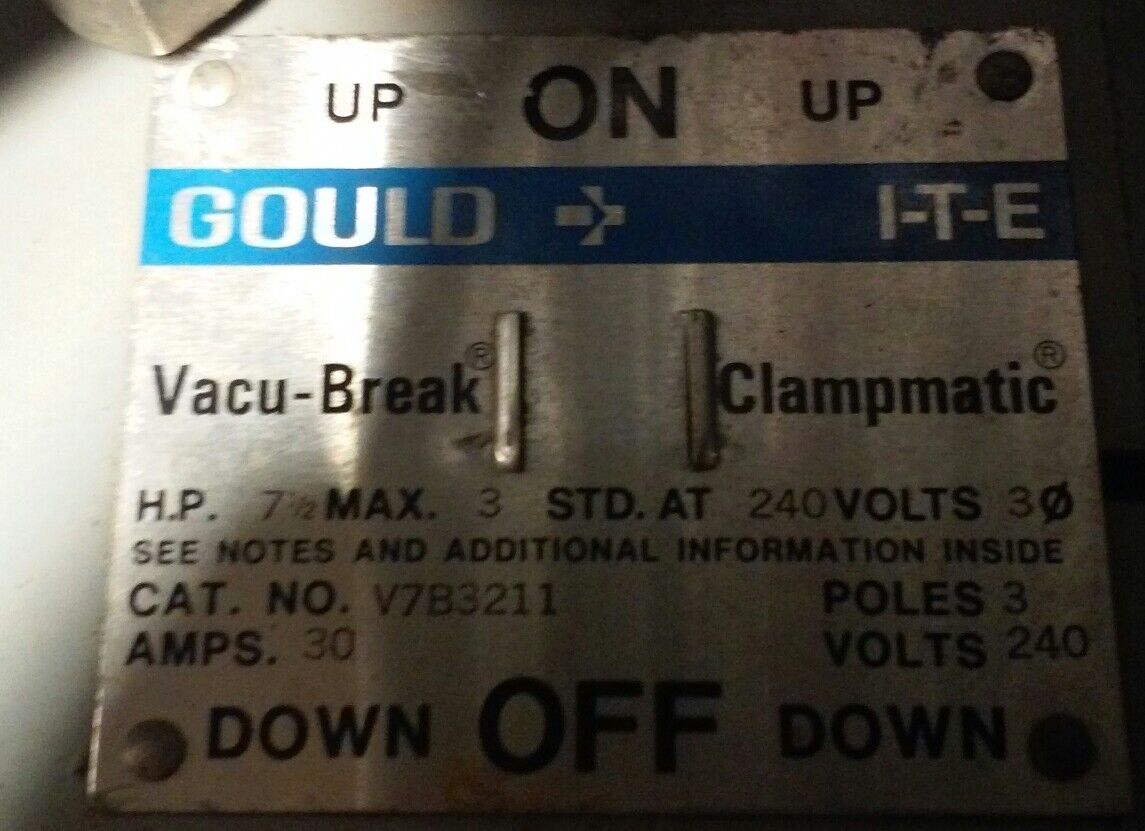 UP ON UP
GOULD I-T-E
Vacu-Break® Clampmatic®
H.P. 7½ MAX. 3 STD. AT 240 VOLTS 3Ø
SEE NOTES AND ADDITIONAL INFORMATION INSIDE
CAT. NO. V7B3211 POLES 3
AMPS. 30 VOLTS 240
DOWN OFF DOWN